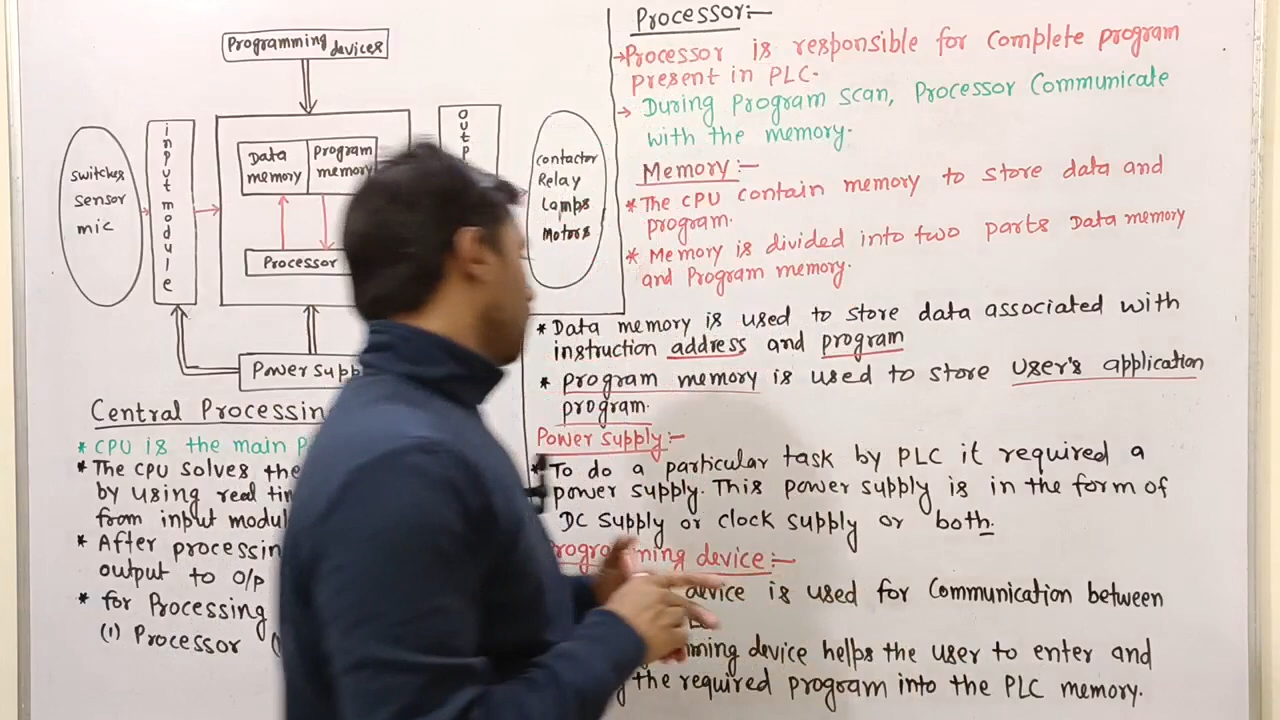 Programming devices
switches
sensor
mic
input module
Data memory
program memory
Processor
outp
Contactor
Relay
Lamps
Motors
Power supp
Central Processin
* CPU is the main P
* The CPU solves the
by using real tim
from input modul
* After processin
output to O/p
* for Processing
(1) Processor (
Processor:-
→ Processor is responsible for complete program
present in PLC.
→ During Program scan, Processor Communicate
with the memory.
Memory:-
* The CPU contain memory to store data and
program.
* Memory is divided into two parts Data memory
and Program memory.
* Data memory is used to store data associated with
instruction address and program
* program memory is used to store user's application
program.
Power supply:-
* To do a particular task by PLC it required a
power supply. This power supply is in the form of
DC supply or clock supply or both.
rogramming device:-
device is used for Communication between
mming device helps the user to enter and
the required program into the PLC memory.